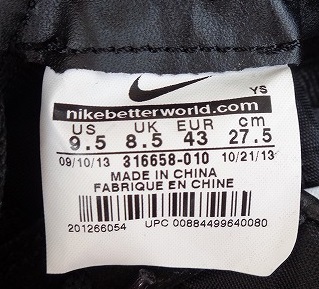 YS
nikebetterworld.com
US UK EUR cm
9.5 8.5 43 27.5
09/10/13 316658-010 10/21/13
MADE IN CHINA
FABRIQUE EN CHINE
201266054 UPC 00884499640080